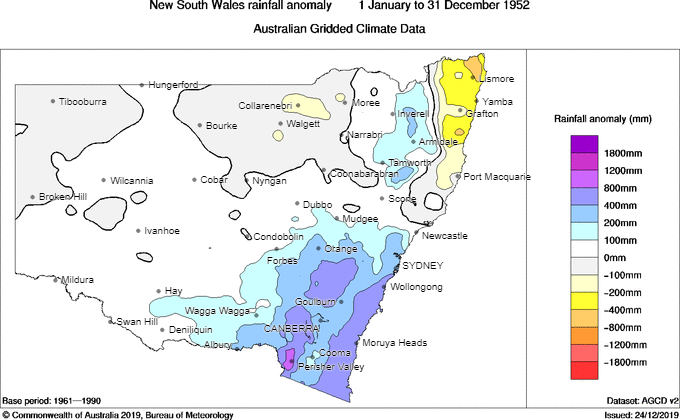 New South Wales rainfall anomaly 1 January to 31 December 1952
Australian Gridded Climate Data
Hungerford
Tibooburra
Lismore
Collarenebri
Moree
Yamba
Inverell
Grafton
Bourke
Walgett
Narrabri
Armidale
Tamworth
Coonabarabran
Port Macquarie
Wilcannia
Cobar
Nyngan
Broken Hill
Scone
Dubbo
Mudgee
Ivanhoe
Condobolin
Newcastle
Orange
Forbes
SYDNEY
Mildura
Wollongong
Hay
Goulburn
Wagga Wagga
Swan Hill
Deniliquin
CANBERRA
Albury
Moruya Heads
Cooma
Perisher Valley
Rainfall anomaly (mm)
1800mm
1200mm
800mm
400mm
200mm
100mm
0mm
−100mm
−200mm
−400mm
−800mm
−1200mm
−1800mm
Base period: 1961—1990
Dataset: AGCD v2
© Commonwealth of Australia 2019, Bureau of Meteorology
Issued: 24/12/2019